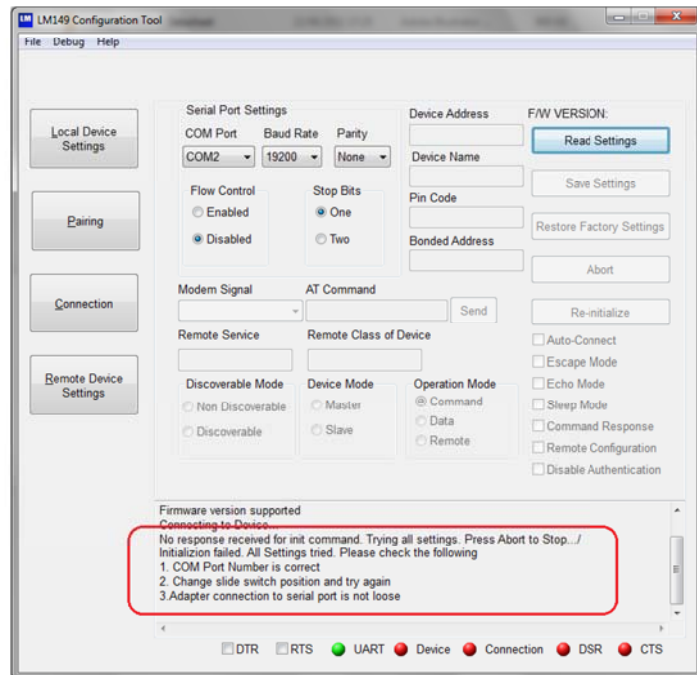 LM149 Configuration Tool
File Debug Help
Local Device
Settings
Pairing
Connection
Remote Device
Settings
Serial Port Settings
COM Port Baud Rate Parity
COM2 19200 None
Flow Control
Enabled
Disabled
Stop Bits
One
Two
Device Address
Device Name
Pin Code
Bonded Address
F/W VERSION:
Read Settings
Save Settings
Restore Factory Settings
Abort
Re-initialize
Modem Signal AT Command
Send
Remote Service Remote Class of Device
Discoverable Mode
Non Discoverable
Discoverable
Device Mode
Master
Slave
Operation Mode
Command
Data
Remote
Auto-Connect
Escape Mode
Echo Mode
Sleep Mode
Command Response
Remote Configuration
Disable Authentication
Firmware version supported
Connecting to Device...
No response received for init command. Trying all settings. Press Abort to Stop.../
Initializion failed. All Settings tried. Please check the following
1. COM Port Number is correct
2. Change slide switch position and try again
3.Adapter connection to serial port is not loose
DTR RTS UART Device Connection DSR CTS